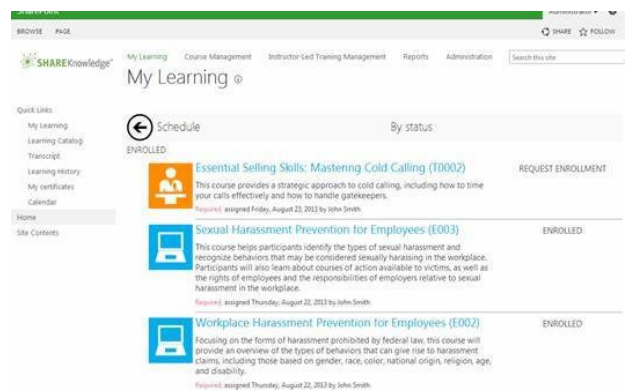 SharePoint
Administrator
BROWSE PAGE
SHARE FOLLOW
SHAREKnowledge
My Learning Course Management Instructor-Led Training Management Reports Administration
Search this site
My Learning
Quick Links
My Learning
Learning Catalog
Transcript
Learning History
My certificates
Calendar
Home
Site Contents
Schedule By status
ENROLLED
Essential Selling Skills: Mastering Cold Calling (T0002)
REQUEST ENROLLMENT
This course provides a strategic approach to cold calling, including how to time
your calls effectively and how to handle gatekeepers.
Required, assigned Friday, August 23, 2013 by John Smith
Sexual Harassment Prevention for Employees (E003)
ENROLLED
This course helps participants identify the types of sexual harassment and
recognize behaviors that may be considered sexually harassing in the workplace.
Participants will also learn about courses of action available to victims, as well as
the rights of employees and the responsibilities of employers relative to sexual
harassment in the workplace.
Required, assigned Thursday, August 22, 2013 by John Smith
Workplace Harassment Prevention for Employees (E002)
ENROLLED
Focusing on the forms of harassment prohibited by federal law, this course will
provide an overview of the types of behaviors that can give rise to harassment
claims, including those based on gender, race, color, national origin, religion, age,
and disability.
Required, assigned Thursday, August 22, 2013 by John Smith